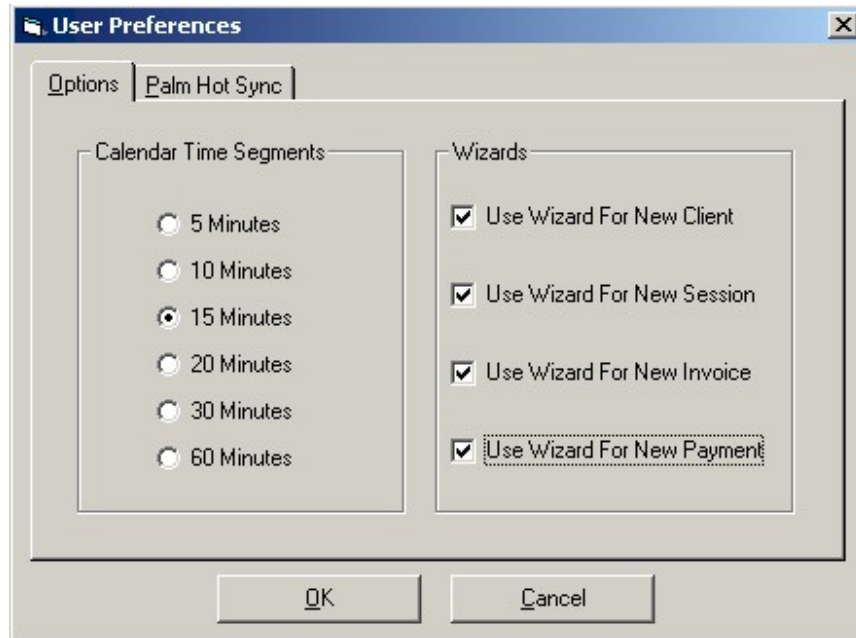 User Preferences
Options
Palm Hot Sync
Calendar Time Segments
5 Minutes
10 Minutes
15 Minutes
20 Minutes
30 Minutes
60 Minutes
Wizards
Use Wizard For New Client
Use Wizard For New Session
Use Wizard For New Invoice
Use Wizard For New Payment
OK
Cancel